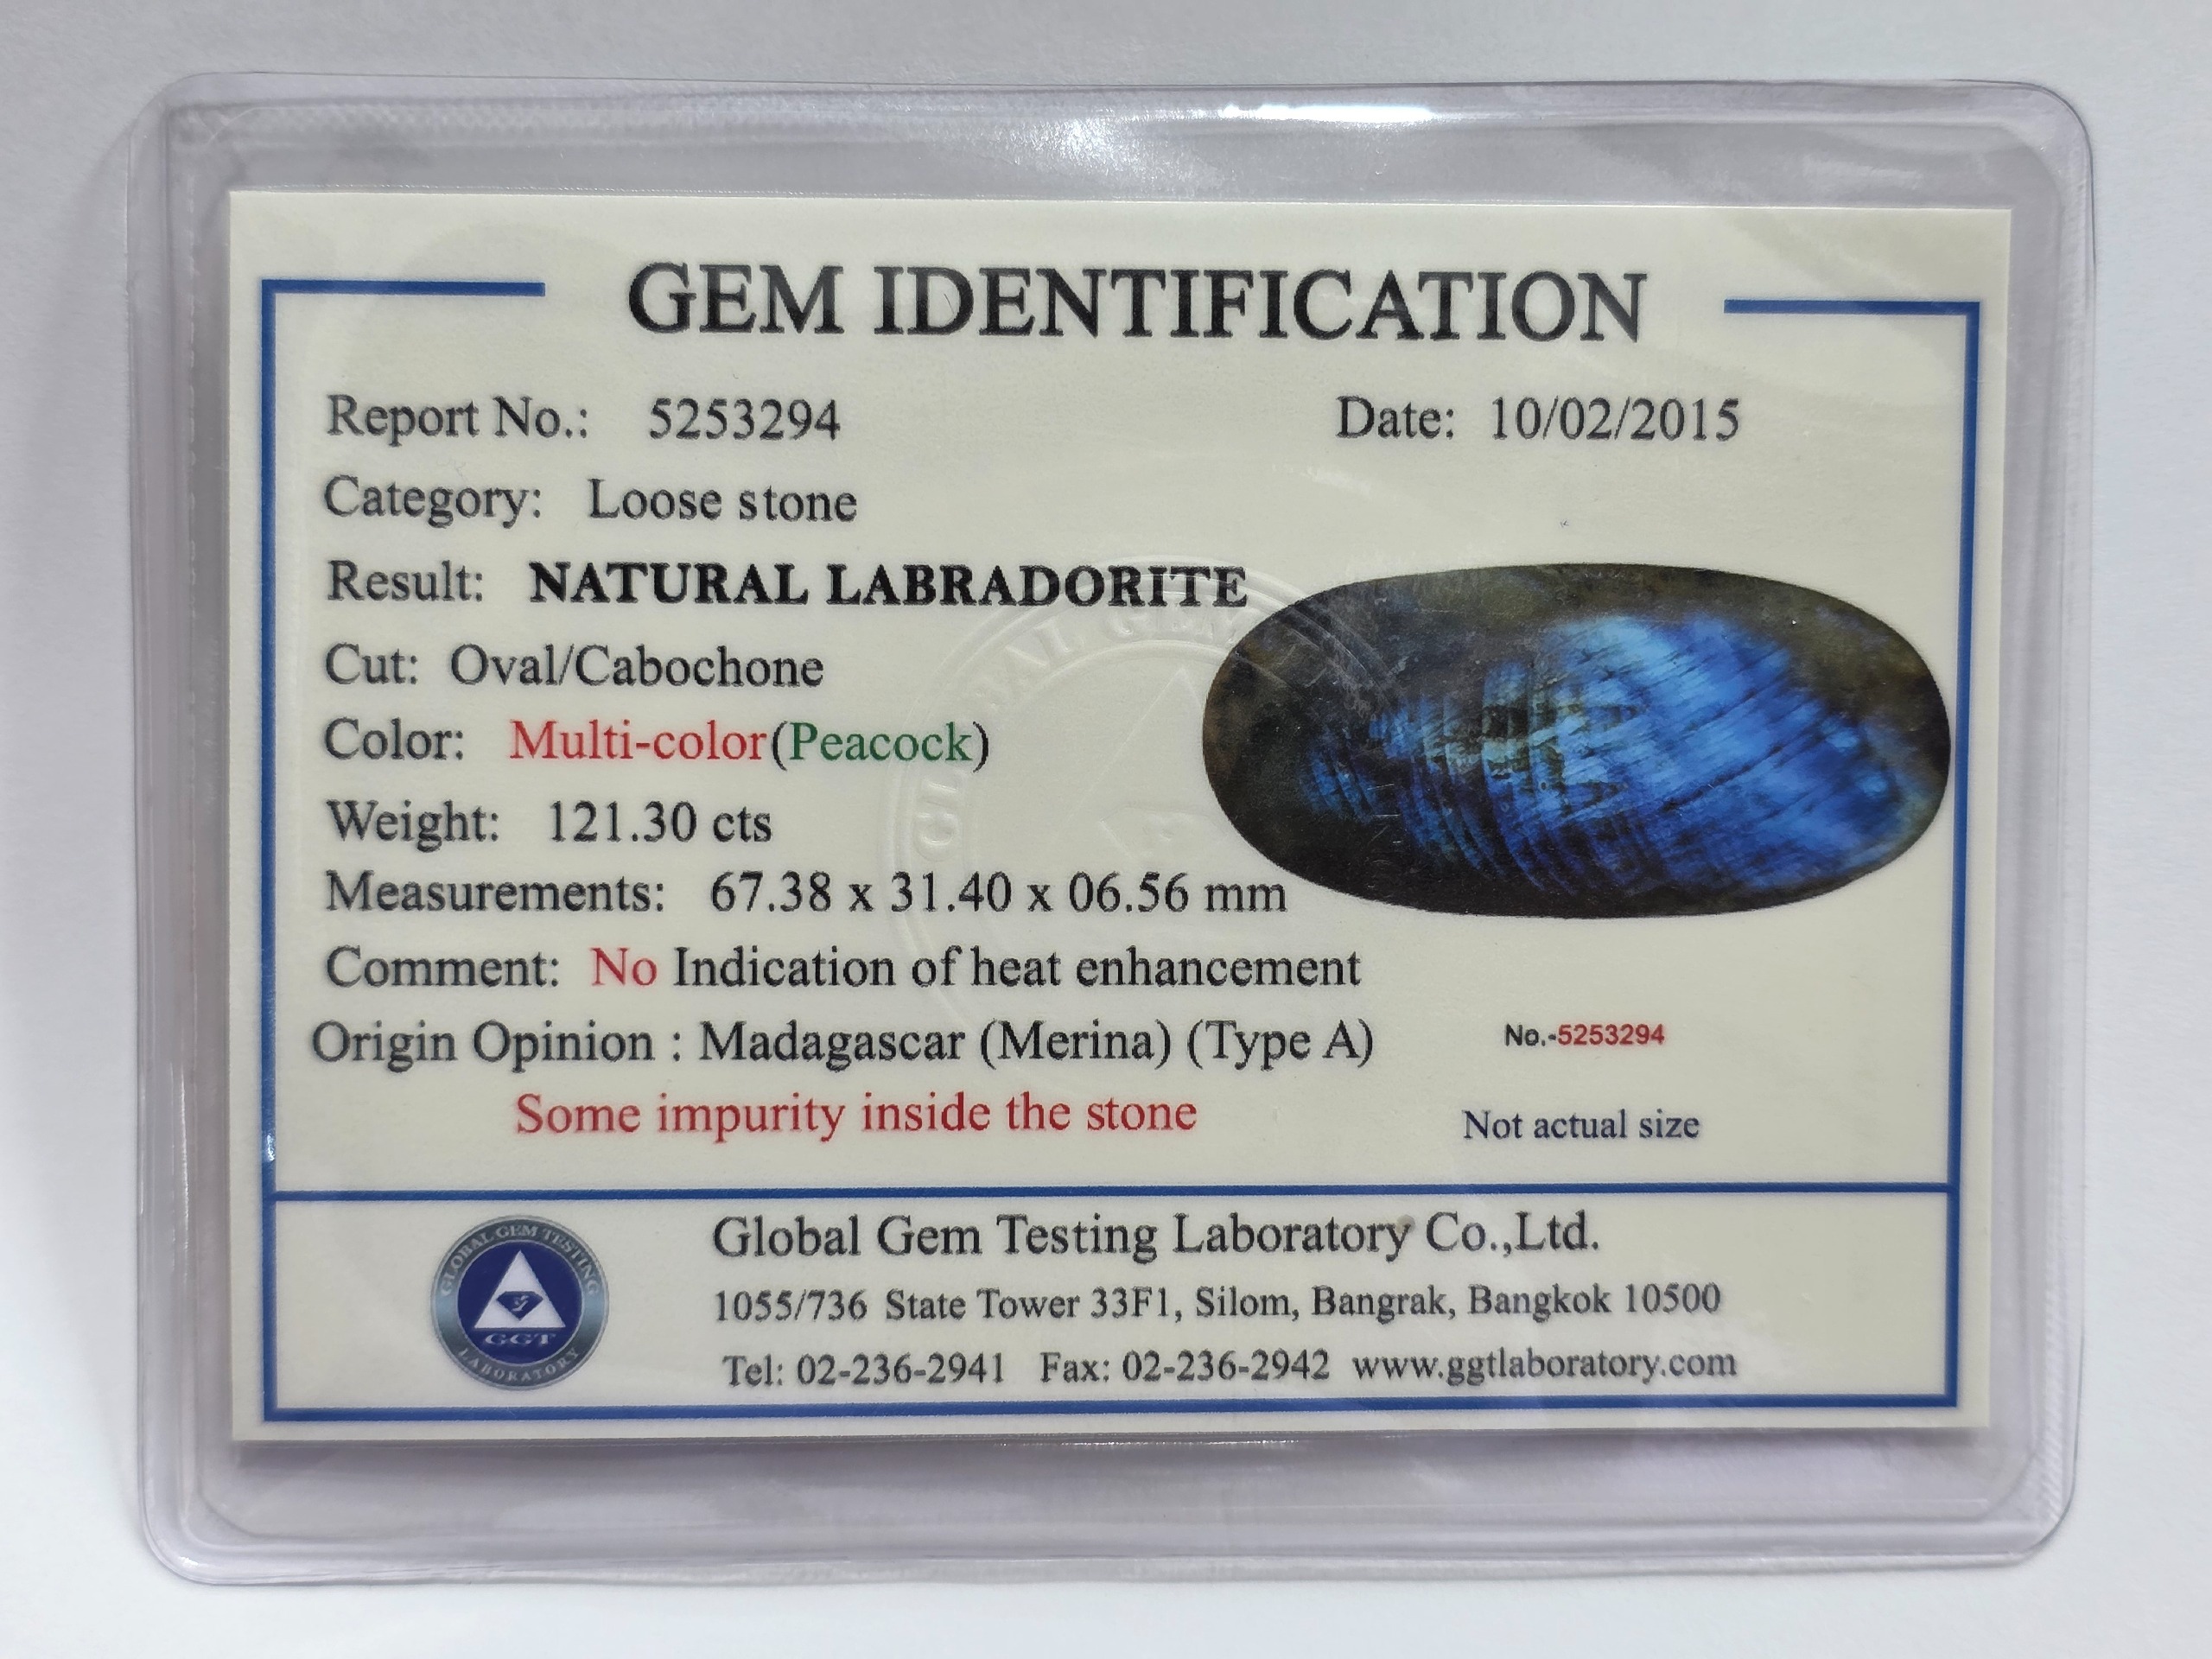 GEM IDENTIFICATION
Report No.: 5253294 Date: 10/02/2015
Category: Loose stone
Result: NATURAL LABRADORITE
Cut: Oval/Cabochone
Color: Multi-color(Peacock)
Weight: 121.30 cts
Measurements: 67.38 x 31.40 x 06.56 mm
Comment: No Indication of heat enhancement
Origin Opinion : Madagascar (Merina) (Type A)
No.-5253294
Some impurity inside the stone
Not actual size
GLOBAL GEM TESTING
GGT
LABORATORY
Global Gem Testing Laboratory Co.,Ltd.
1055/736 State Tower 33F1, Silom, Bangrak, Bangkok 10500
Tel: 02-236-2941 Fax: 02-236-2942 www.ggtlaboratory.com